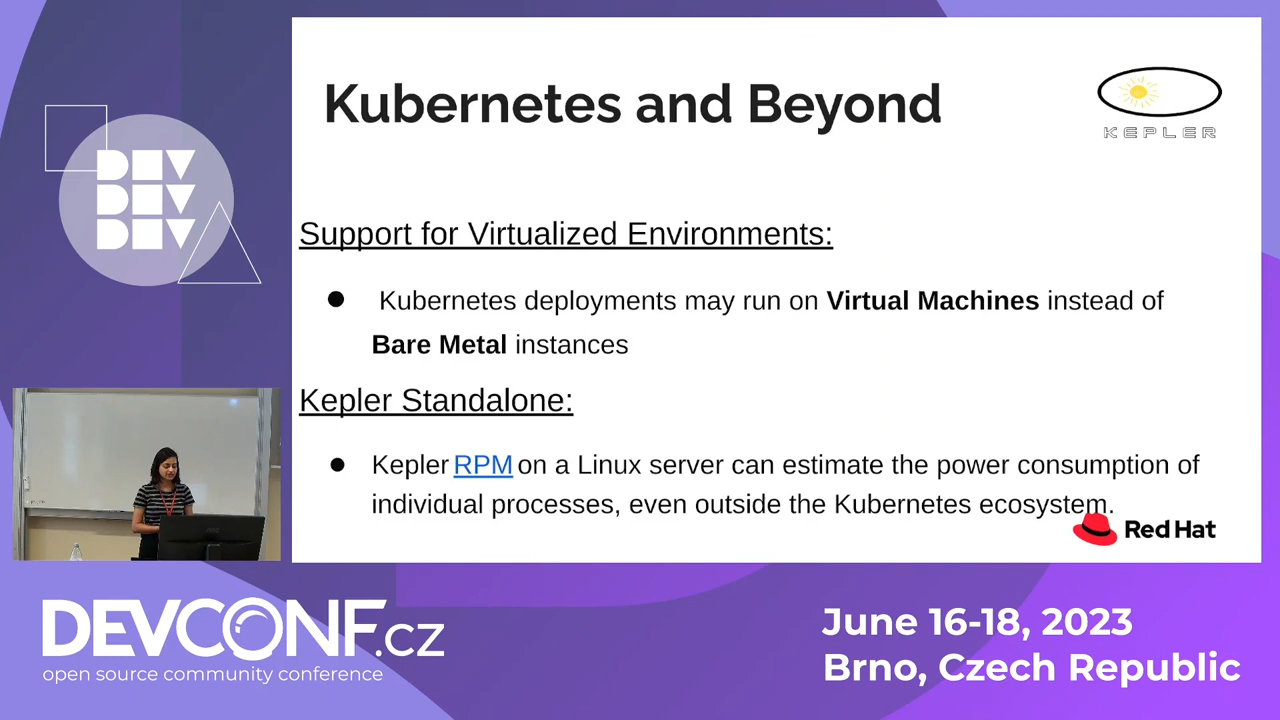 Kubernetes and Beyond
KEPLER
Support for Virtualized Environments:
● Kubernetes deployments may run on Virtual Machines instead of
Bare Metal instances
Kepler Standalone:
● Kepler RPM on a Linux server can estimate the power consumption of
individual processes, even outside the Kubernetes ecosystem.
Red Hat
DEV
DEV
DEV
DEVCONF.cz
open source community conference
June 16-18, 2023
Brno, Czech Republic